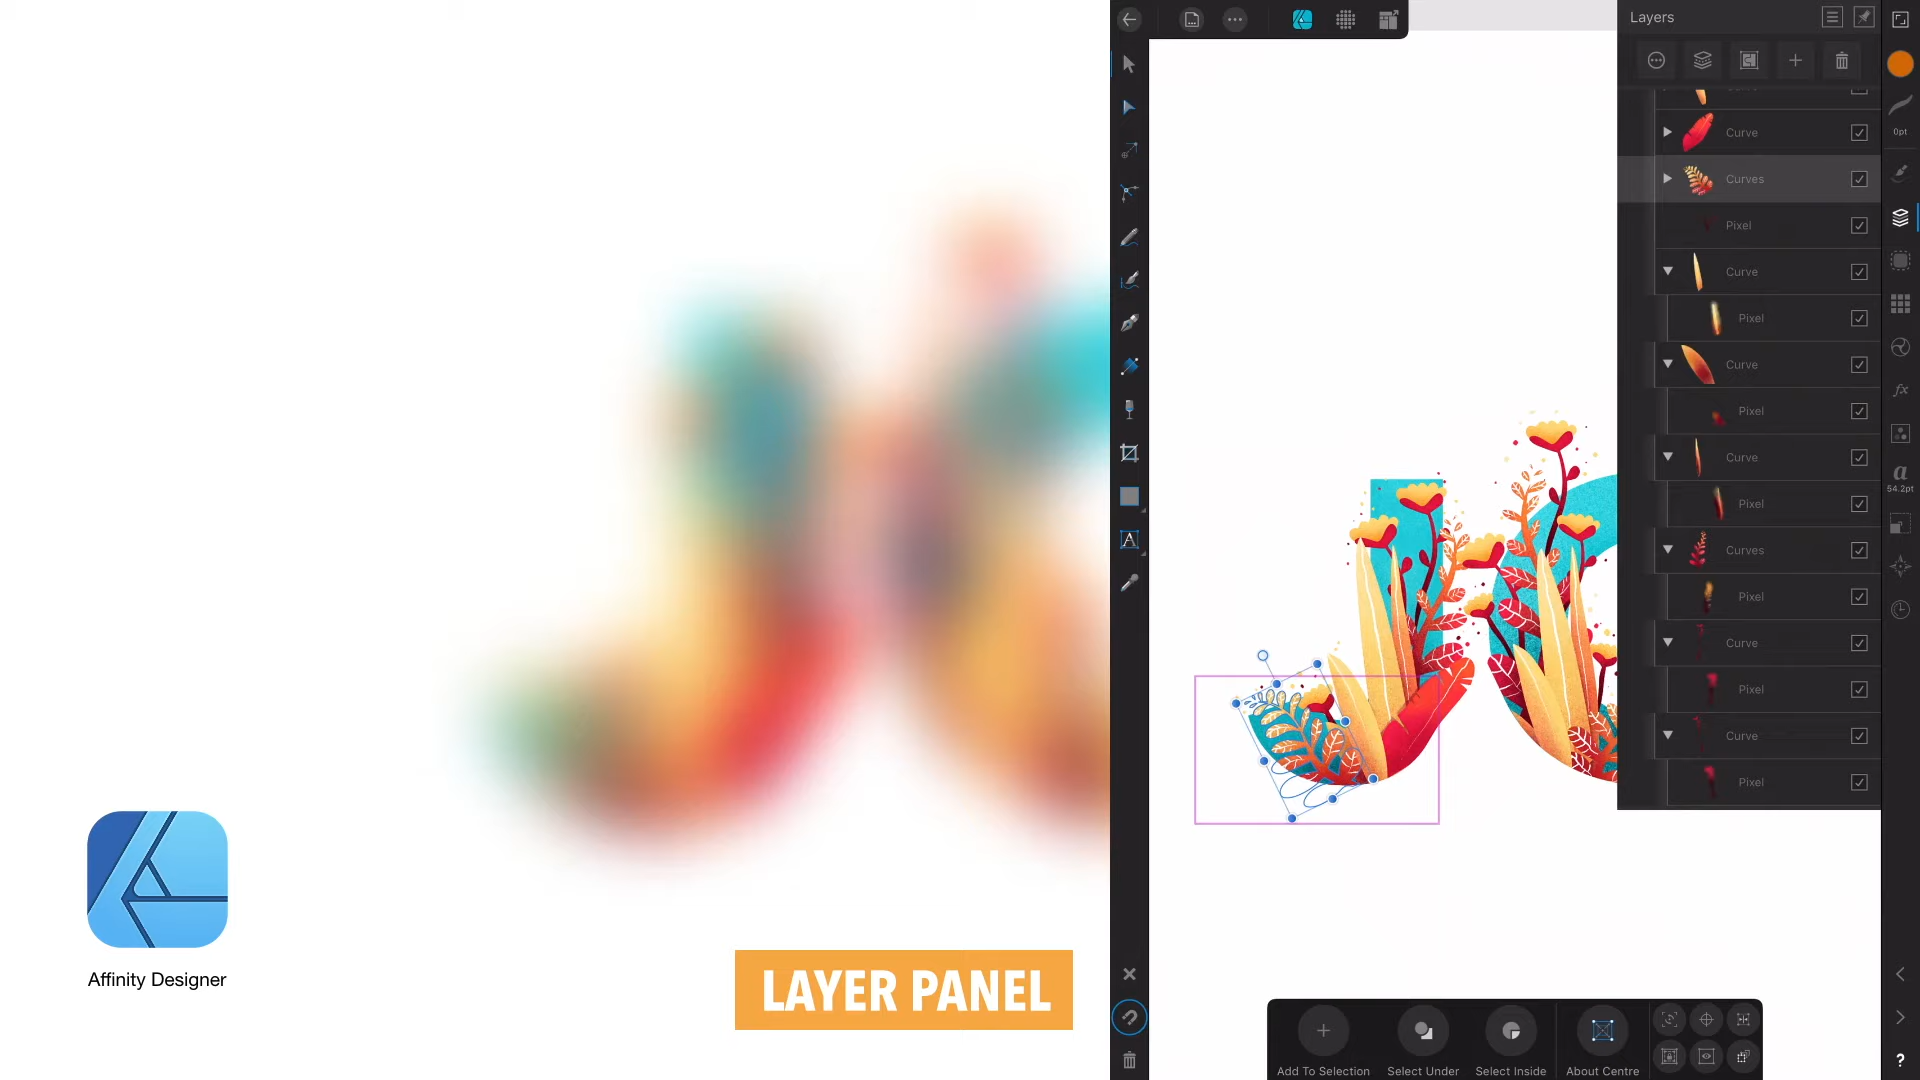 Layers
Curve
0pt
Curves
Pixel
Curve
Pixel
Curve
fx
Pixel
Curve
a
54.2pt
Pixel
Curves
Pixel
Curve
Pixel
Curve
Pixel
A
Affinity Designer
LAYER PANEL
Add To Selection
Select Under
Select Inside
About Centre
?